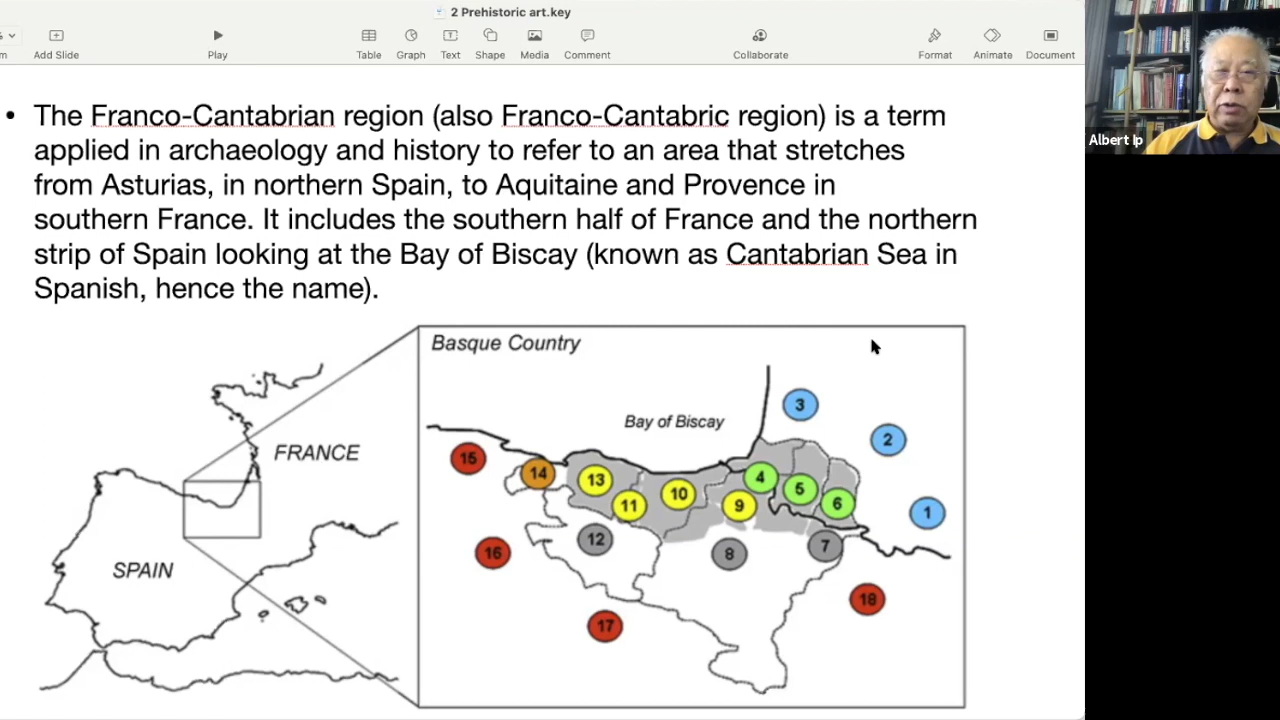 2 Prehistoric art.key
Add Slide
Play
Table
Graph
Text
Shape
Media
Comment
Collaborate
Format
Animate
Document
Albert Ip
• The Franco-Cantabrian region (also Franco-Cantabric region) is a term
applied in archaeology and history to refer to an area that stretches
from Asturias, in northern Spain, to Aquitaine and Provence in
southern France. It includes the southern half of France and the northern
strip of Spain looking at the Bay of Biscay (known as Cantabrian Sea in
Spanish, hence the name).
FRANCE
SPAIN
Basque Country
Bay of Biscay
3
2
15
14
13
11
10
9
4
5
6
1
16
12
8
7
17
18